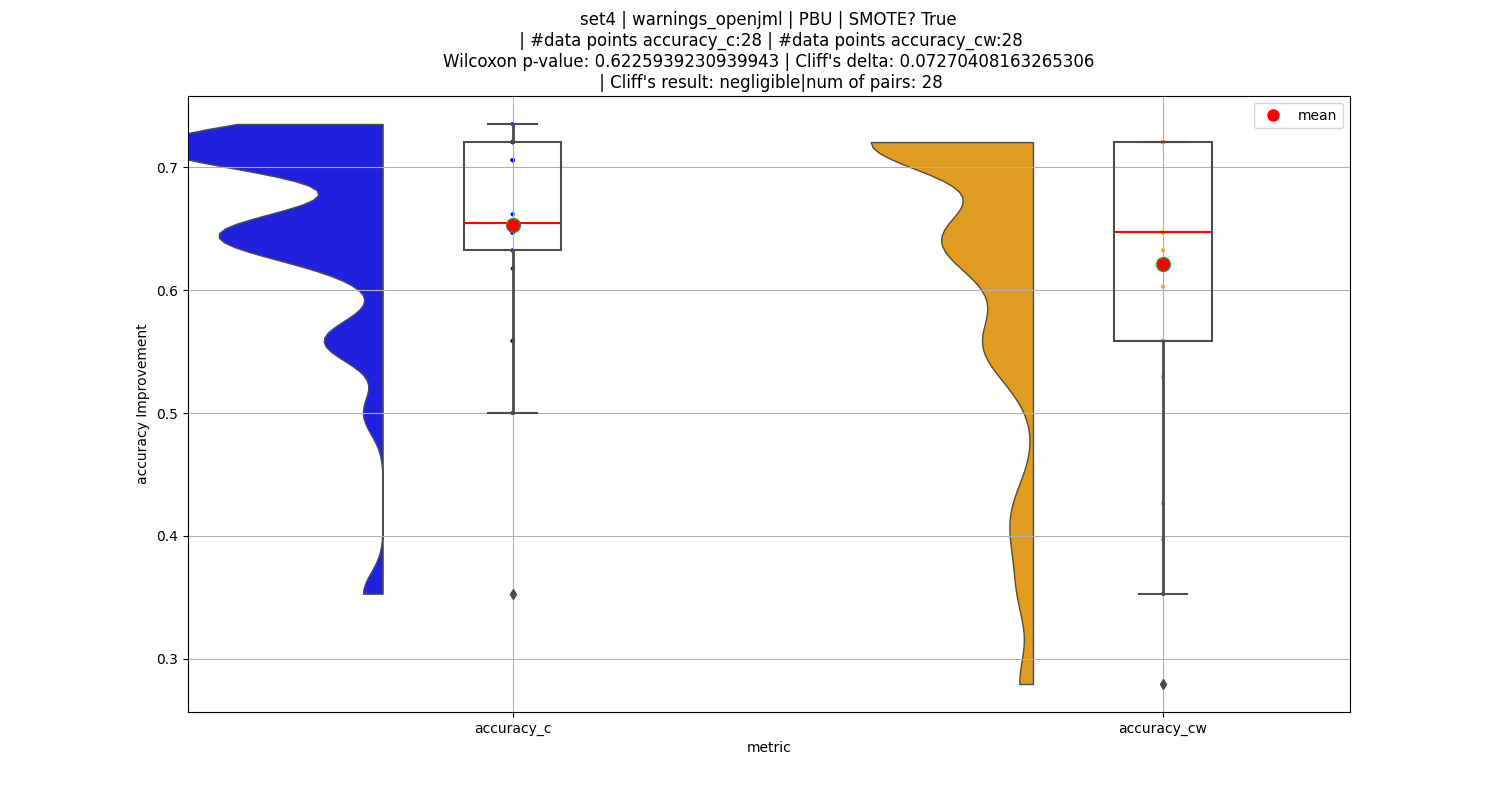 set4 | warnings_openjml | PBU | SMOTE? True
| #data points accuracy_c:28 | #data points accuracy_cw:28
Wilcoxon p-value: 0.6225939230939943 | Cliff's delta: 0.07270408163265306
| Cliff's result: negligible|num of pairs: 28
mean
0.7
0.6
0.5
0.4
0.3
accuracy Improvement
accuracy_c
accuracy_cw
metric